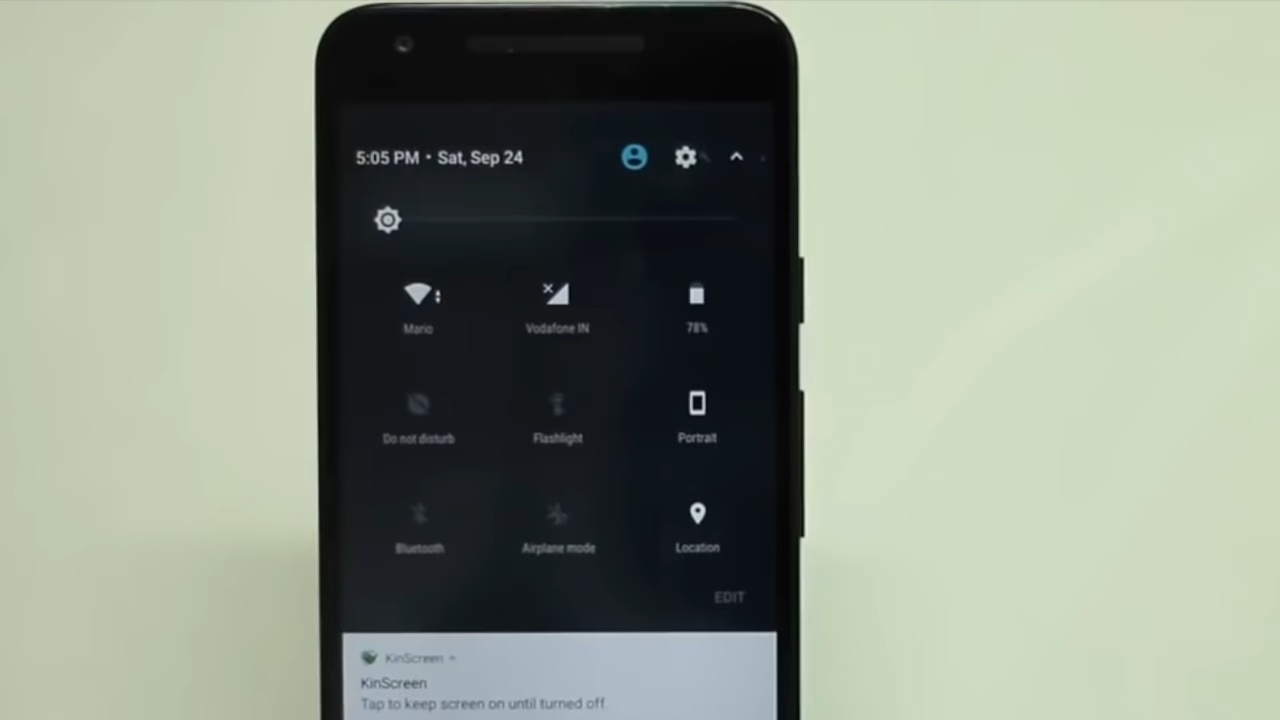 5:05 PM • Sat, Sep 24
Mario
Vodafone IN
78%
Do not disturb
Flashlight
Portrait
Bluetooth
Airplane mode
Location
EDIT
KinScreen
KinScreen
Tap to keep screen on until turned off.